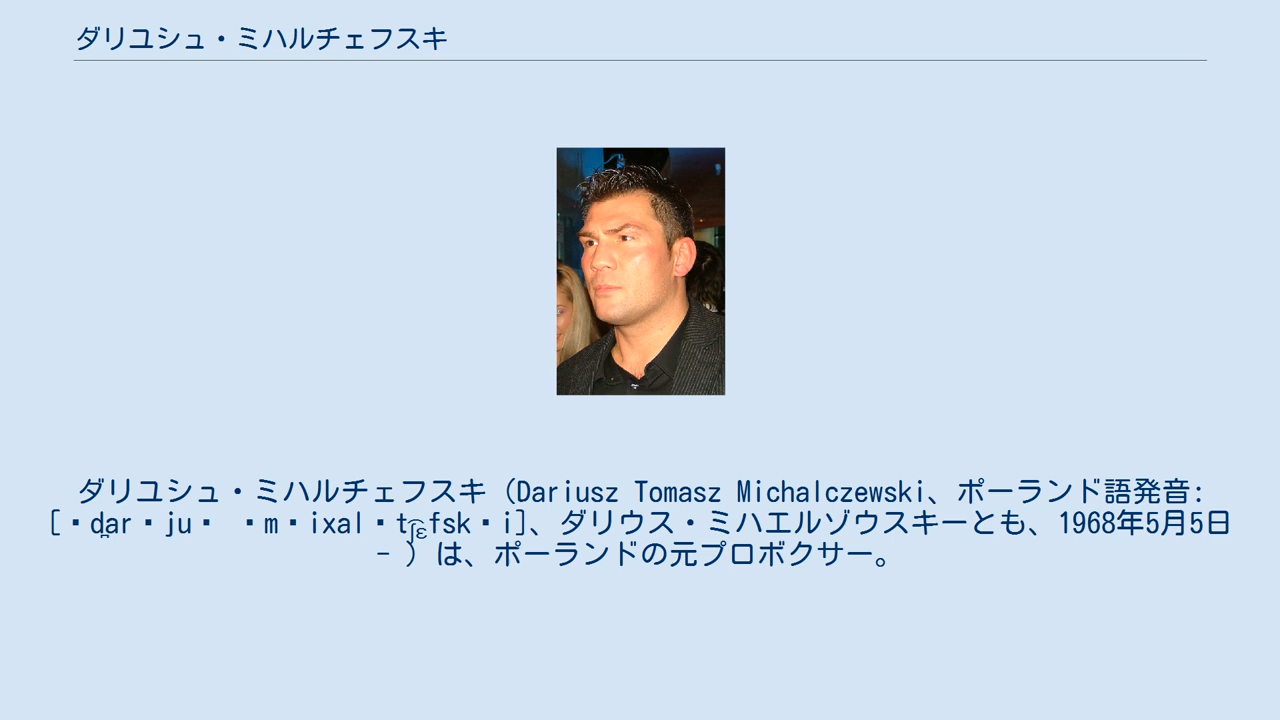 ダリユシュ・ミハルチェフスキ
ダリユシュ・ミハルチェフスキ（Dariusz Tomasz Michalczewski、ポーランド語発音:
[▪d̪ar▪ju▪ ▪m▪ixal▪t͡ʃɛfsk▪i]、ダリウス・ミハエルゾウスキーとも、1968年5月5日
- ）は、ポーランドの元プロボクサー。